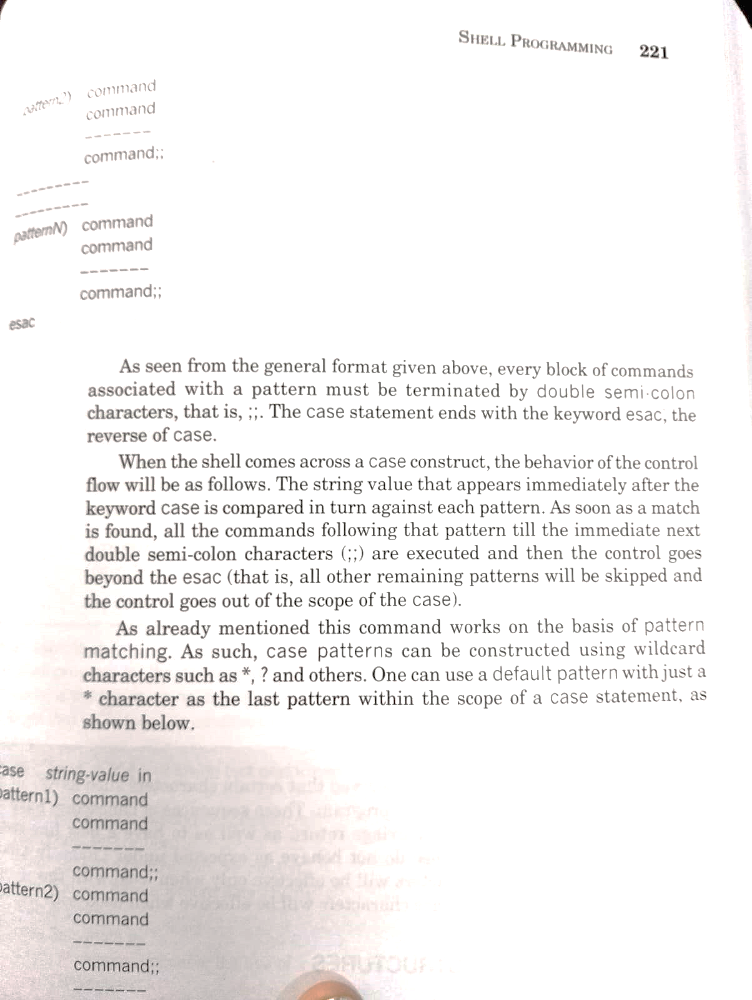 SHELL PROGRAMMING 221
pattern2) command
command
-------
command;;
---------
---------
patternN) command
command
-------
command;;
esac
As seen from the general format given above, every block of commands
associated with a pattern must be terminated by double semi-colon
characters, that is, ;;. The case statement ends with the keyword esac, the
reverse of case.
When the shell comes across a case construct, the behavior of the control
flow will be as follows. The string value that appears immediately after the
keyword case is compared in turn against each pattern. As soon as a match
is found, all the commands following that pattern till the immediate next
double semi-colon characters (;;) are executed and then the control goes
beyond the esac (that is, all other remaining patterns will be skipped and
the control goes out of the scope of the case).
As already mentioned this command works on the basis of pattern
matching. As such, case patterns can be constructed using wildcard
characters such as *, ? and others. One can use a default pattern with just a
* character as the last pattern within the scope of a case statement, as
shown below.
case string-value in
pattern1) command
command
-------
command;;
pattern2) command
command
-------
command;;
-------